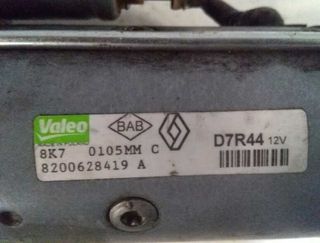 Valeo BAB D7R44 12V
8K7 0105MM C
8200628419 A